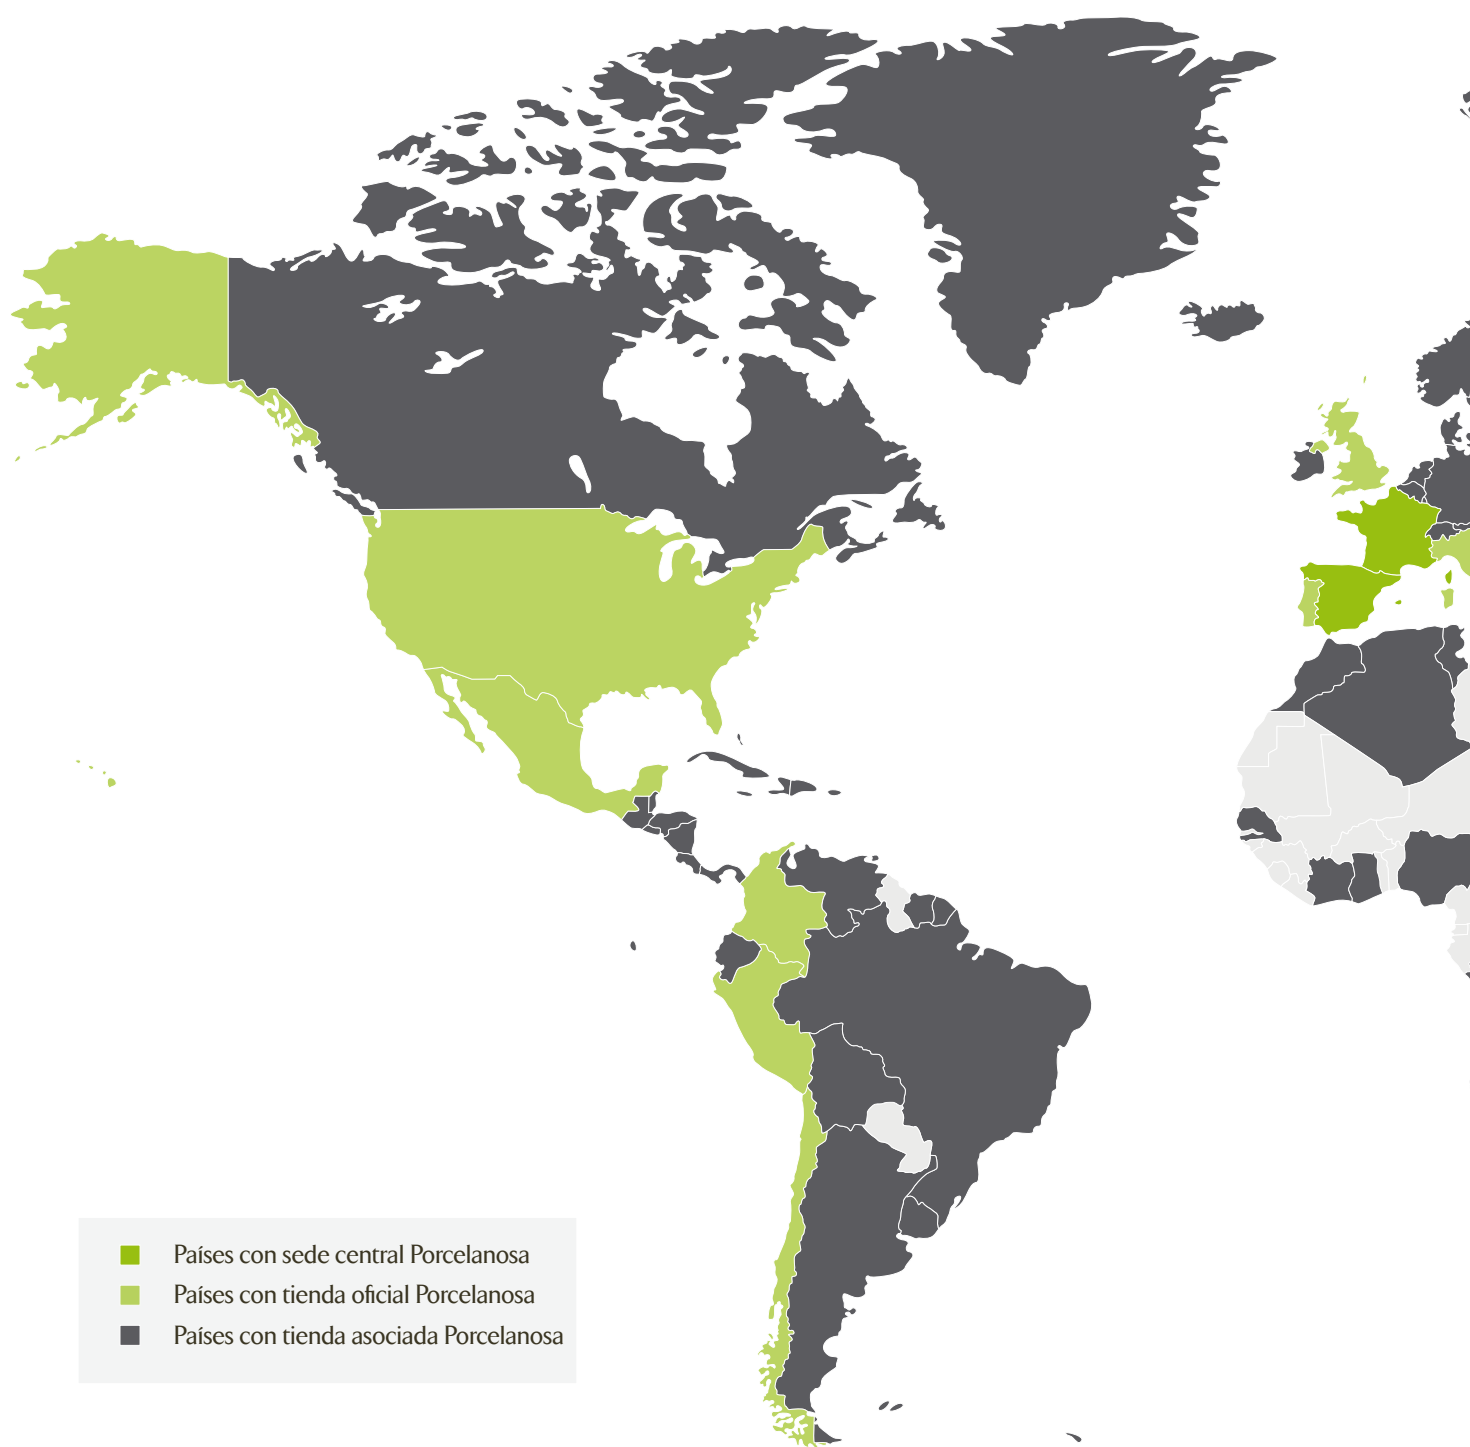 Países con sede central Porcelanosa
Países con tienda oficial Porcelanosa
Países con tienda asociada Porcelanosa